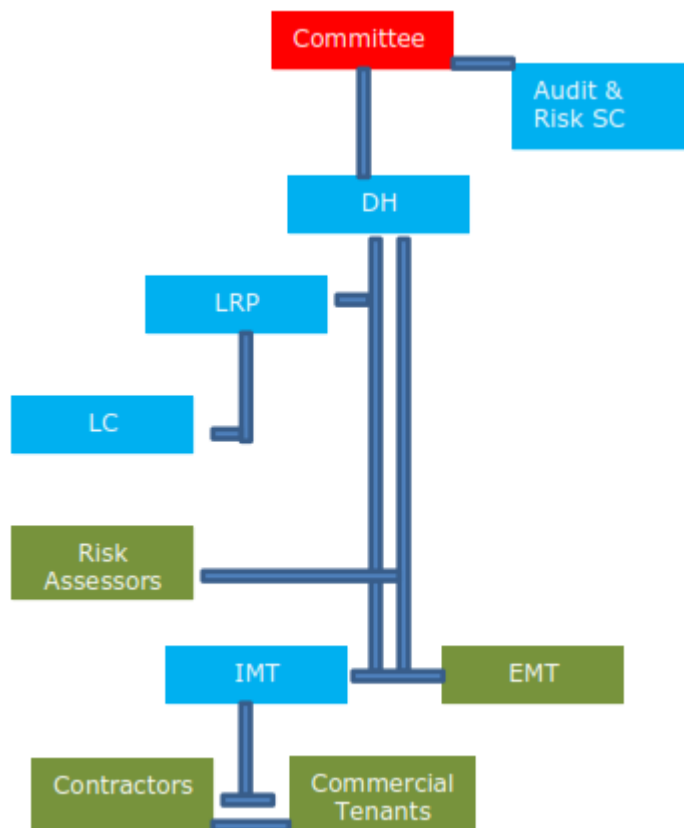 Committee
Audit &
Risk SC
DH
LRP
LC
Risk
Assessors
IMT
EMT
Contractors
Commercial
Tenants